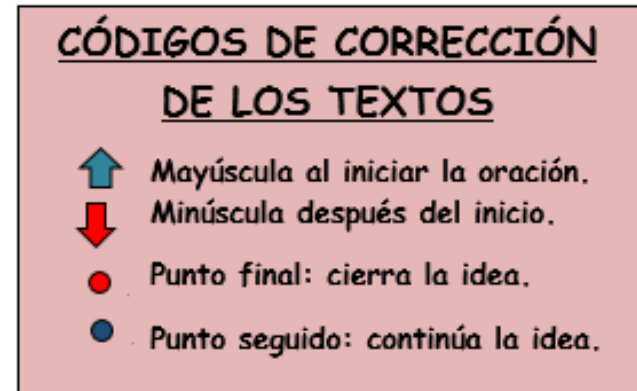 CÓDIGOS DE CORRECCIÓN
DE LOS TEXTOS
Mayúscula al iniciar la oración.
Minúscula después del inicio.
Punto final: cierra la idea.
Punto seguido: continúa la idea.